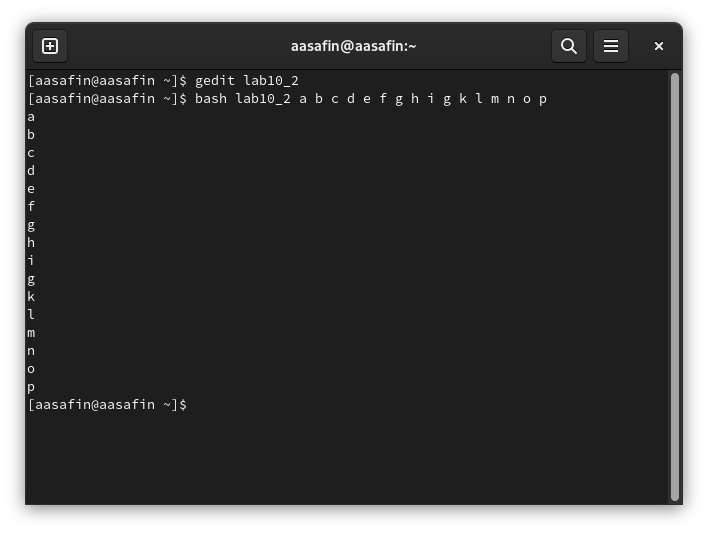 aasafin@aasafin:~
[aasafin@aasafin ~]$ gedit lab10_2
[aasafin@aasafin ~]$ bash lab10_2 a b c d e f g h i g k l m n o p
a
b
c
d
e
f
g
h
i
g
k
l
m
n
o
p
[aasafin@aasafin ~]$